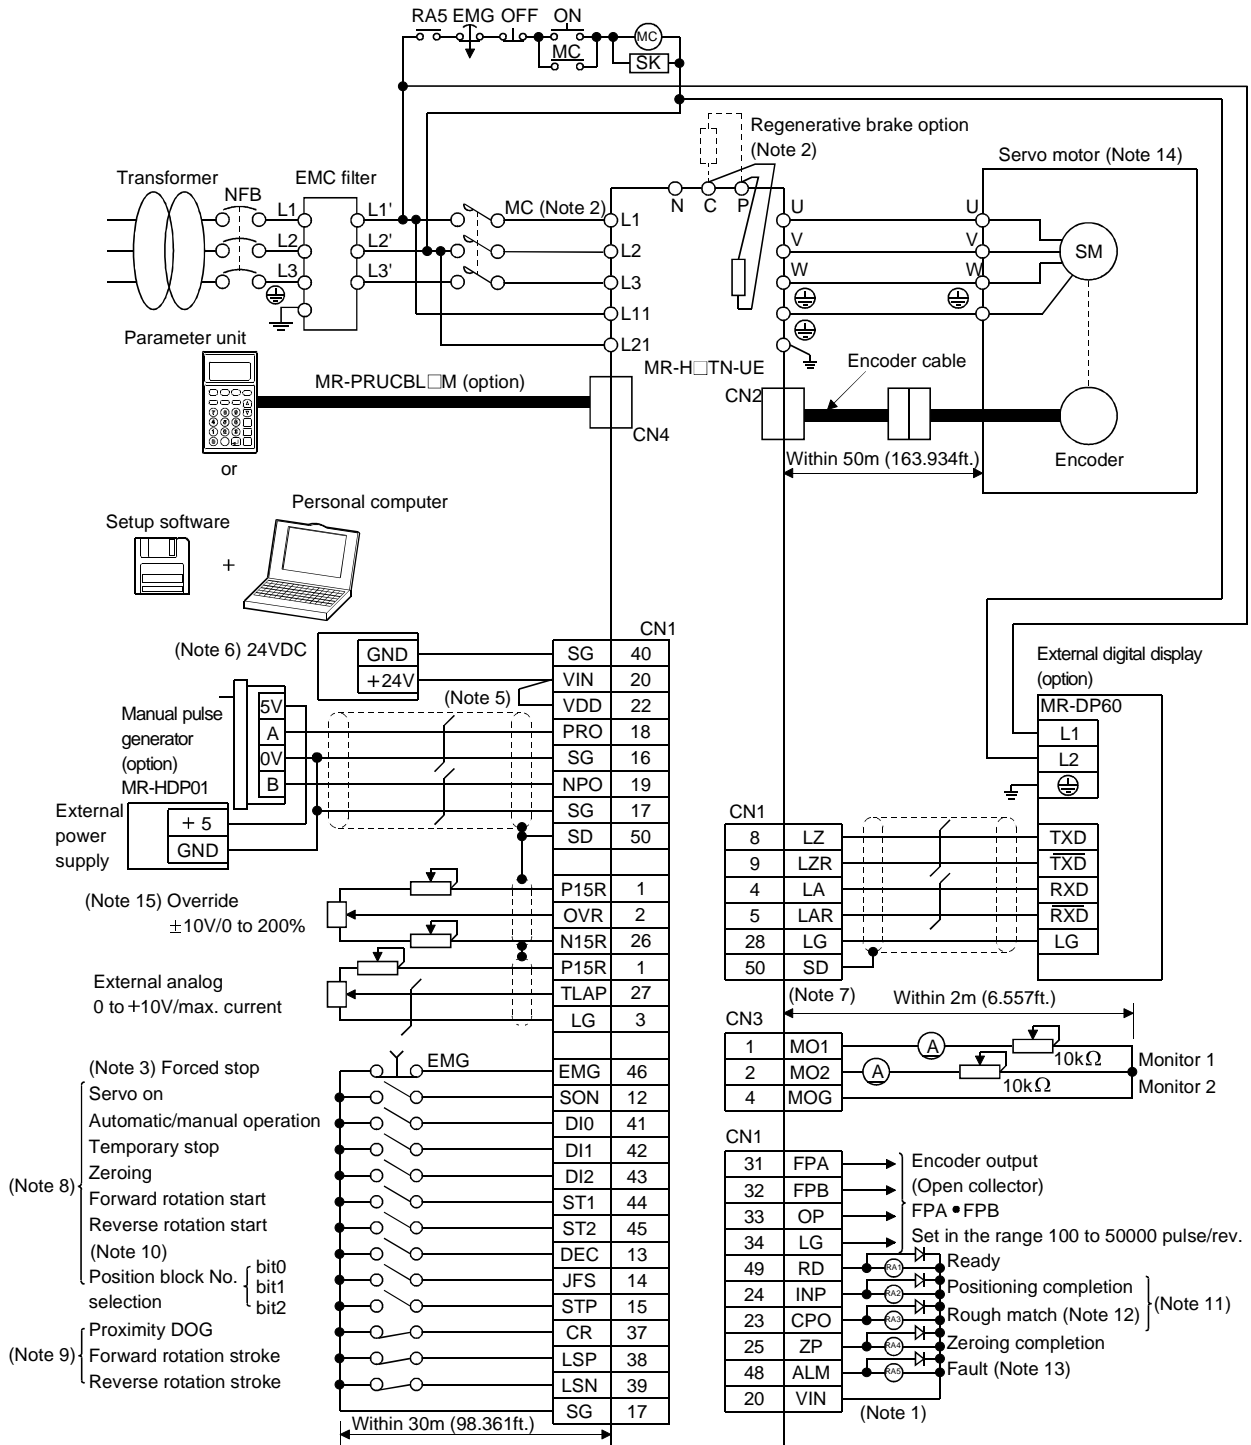 RA5 EMG OFF ON
MC
MC
SK
Regenerative brake option
(Note 2)
Servo motor (Note 14)
Transformer
NFB
EMC filter
MC (Note 2)
N C P
L1 L1' L1 U U
L2 L2' L2 V V
SM
L3 L3' L3 W W
L11
L21
Parameter unit
MR-PRUCBL□M (option)
MR-H□TN-UE
CN4
CN2
Encoder cable
or
Within 50m (163.934ft.)
Encoder
Personal computer
Setup software
+
CN1
(Note 6) 24VDC
GND
+24V
(Note 5)
SG 40
VIN 20
VDD 22
PRO 18
SG 16
NPO 19
SG 17
SD 50
Manual pulse
generator
(option)
MR-HDP01
5V
A
0V
B
External
power
supply
+ 5
GND
(Note 15) Override
±10V/0 to 200%
P15R 1
OVR 2
N15R 26
External analog
0 to +10V/max. current
P15R 1
TLAP 27
LG 3
(Note 3) Forced stop EMG EMG 46
Servo on SON 12
Automatic/manual operation DI0 41
Temporary stop DI1 42
Zeroing DI2 43
(Note 8)
Forward rotation start ST1 44
Reverse rotation start ST2 45
(Note 10) DEC 13
Position block No.
selection
bit0
bit1
bit2
JFS 14
STP 15
Proximity DOG CR 37
(Note 9)
Forward rotation stroke LSP 38
Reverse rotation stroke LSN 39
SG 17
Within 30m (98.361ft.)
External digital display
(option)
MR-DP60
L1
L2
CN1
8 LZ TXD
9 LZR TXD
4 LA RXD
5 LAR RXD
28 LG LG
50 SD
(Note 7)
Within 2m (6.557ft.)
CN3
1 MO1 A 10kΩ Monitor 1
2 MO2 A 10kΩ Monitor 2
4 MOG
CN1
31 FPA
32 FPB
33 OP
34 LG
Encoder output
(Open collector)
FPA•FPB
Set in the range 100 to 50000 pulse/rev.
49 RD RA1 Ready
24 INP RA2 Positioning completion
23 CPO RA3 Rough match (Note 12)
(Note 11)
25 ZP RA4 Zeroing completion
48 ALM RA5 Fault (Note 13)
20 VIN
(Note 1)